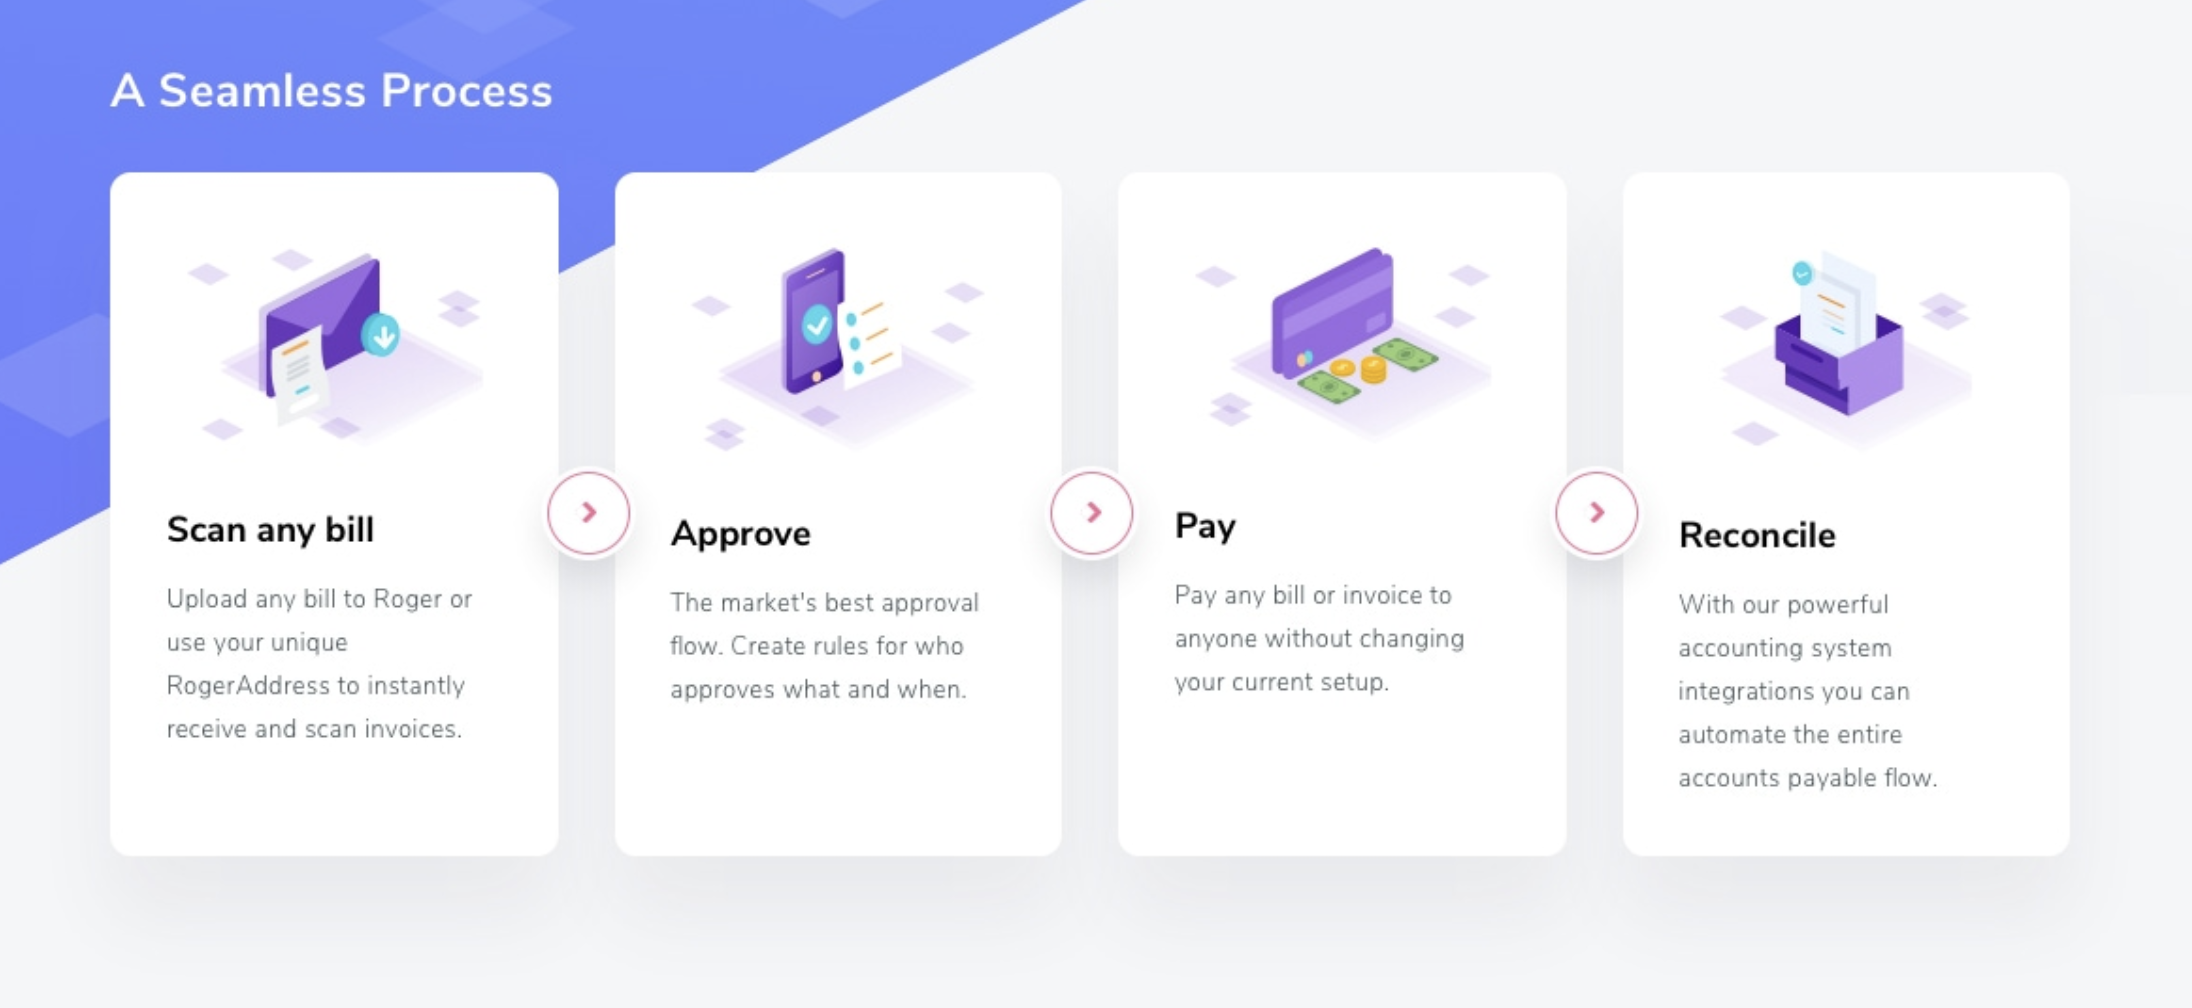 A Seamless Process
Scan any bill
Upload any bill to Roger or
use your unique
RogerAddress to instantly
receive and scan invoices.
Approve
The market's best approval
flow. Create rules for who
approves what and when.
Pay
Pay any bill or invoice to
anyone without changing
your current setup.
Reconcile
With our powerful
accounting system
integrations you can
automate the entire
accounts payable flow.